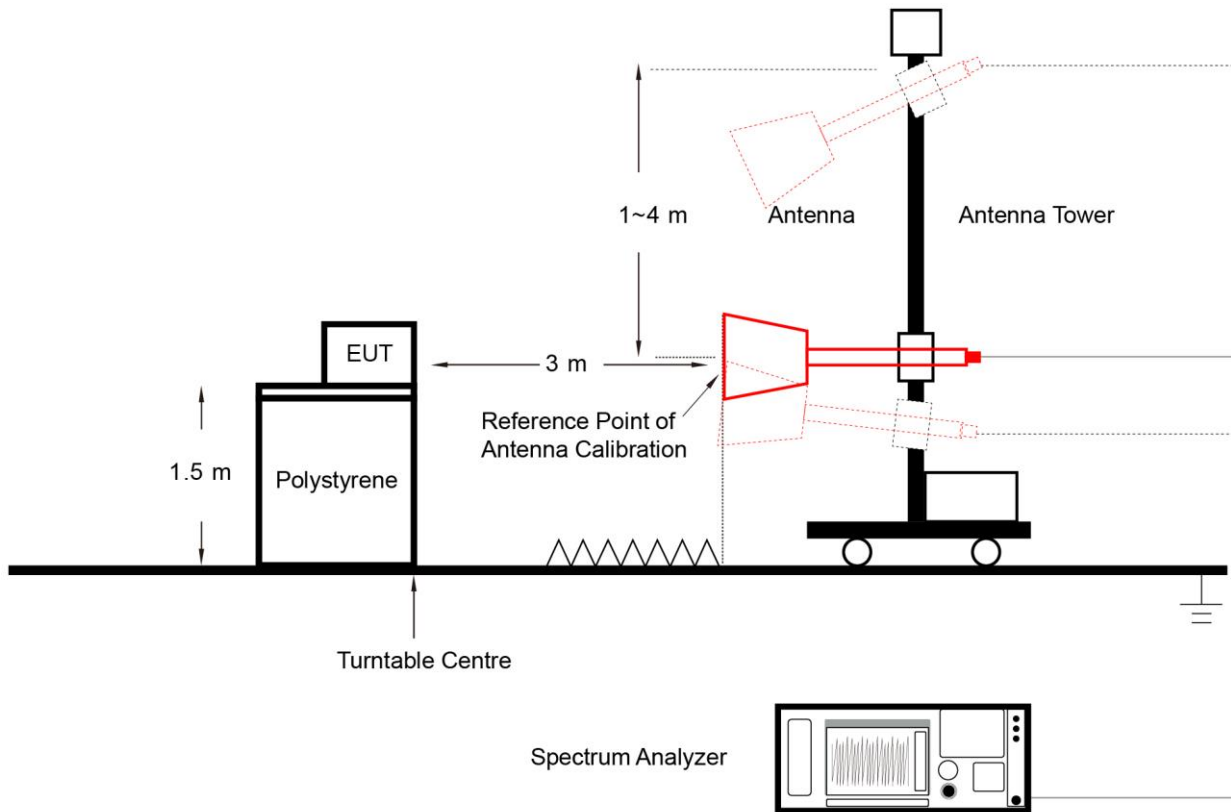 1~4 m
Antenna
Antenna Tower
EUT
3 m
Reference Point of
Antenna Calibration
1.5 m
Polystyrene
Turntable Centre
Spectrum Analyzer